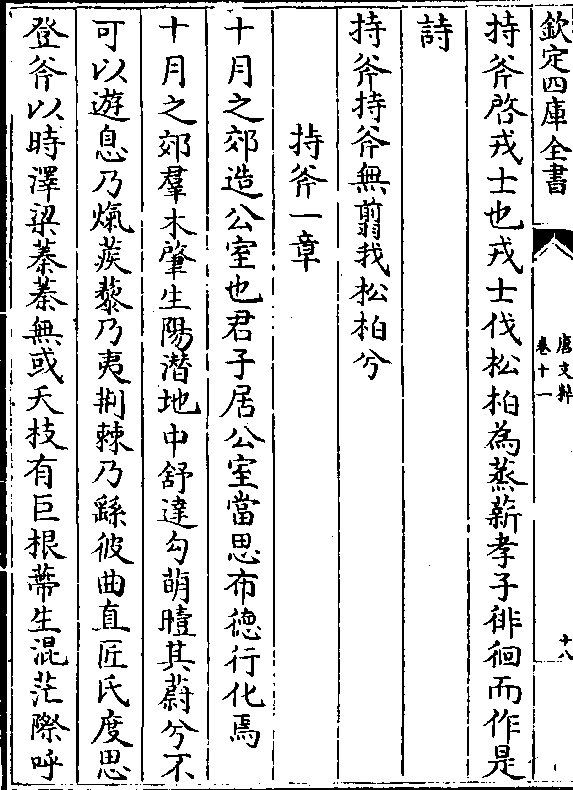 欽定四庫全書
唐文粹
卷十一
十八
持斧啓戎士也戎士伐松柏為蒸薪孝子徘徊而作是
詩
持斧持斧無翦我松柏兮
持斧一章
十月之郊造公室也君子居公室當思布德行化焉
十月之郊羣木肇生陽潛地中舒達勾萌曀其蔚兮不
可以遊息乃爇蒺藜乃夷荆棘乃繇彼曲直匠氏度思
登斧以時澤梁蓁蓁無或夭枝有巨根蔕生混茫際呼